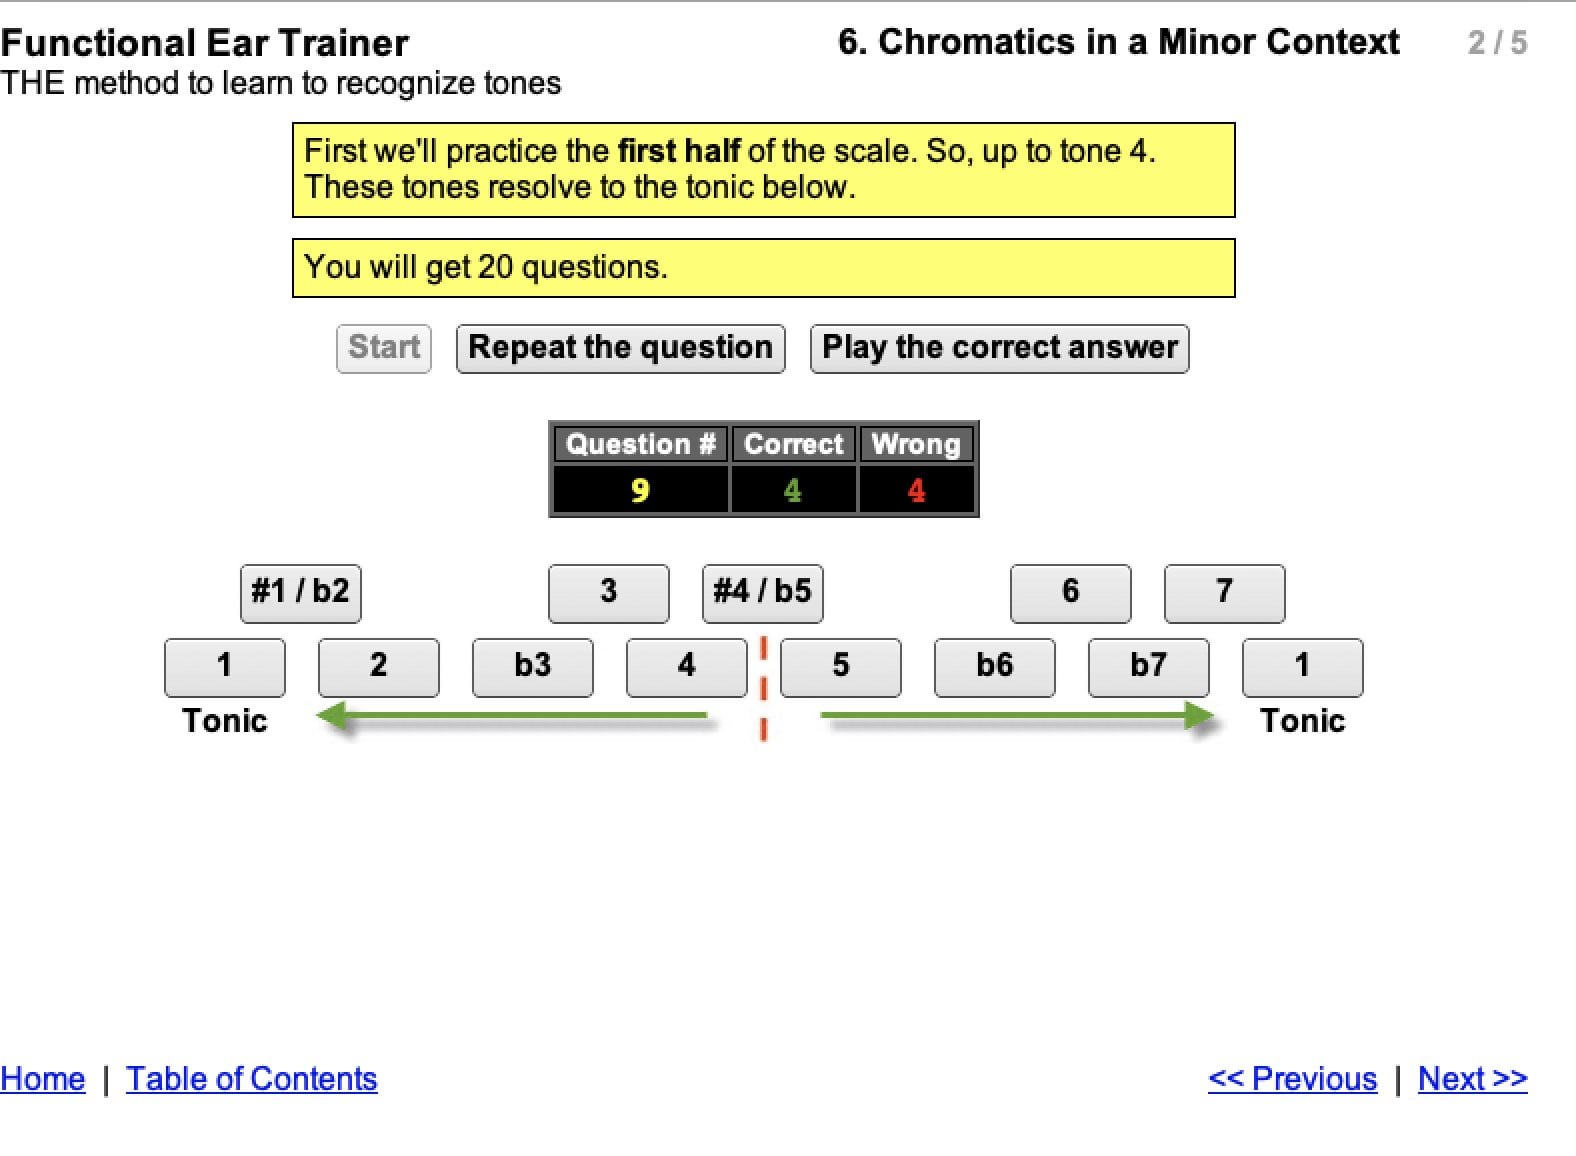 Functional Ear Trainer
6. Chromatics in a Minor Context 2 / 5
THE method to learn to recognize tones
First we'll practice the first half of the scale. So, up to tone 4.
These tones resolve to the tonic below.
You will get 20 questions.
Start Repeat the question Play the correct answer
Question # Correct Wrong
9 4 4
#1 / b2 3 #4 / b5 6 7
1 2 b3 4 5 b6 b7 1
Tonic Tonic
Home | Table of Contents << Previous | Next >>